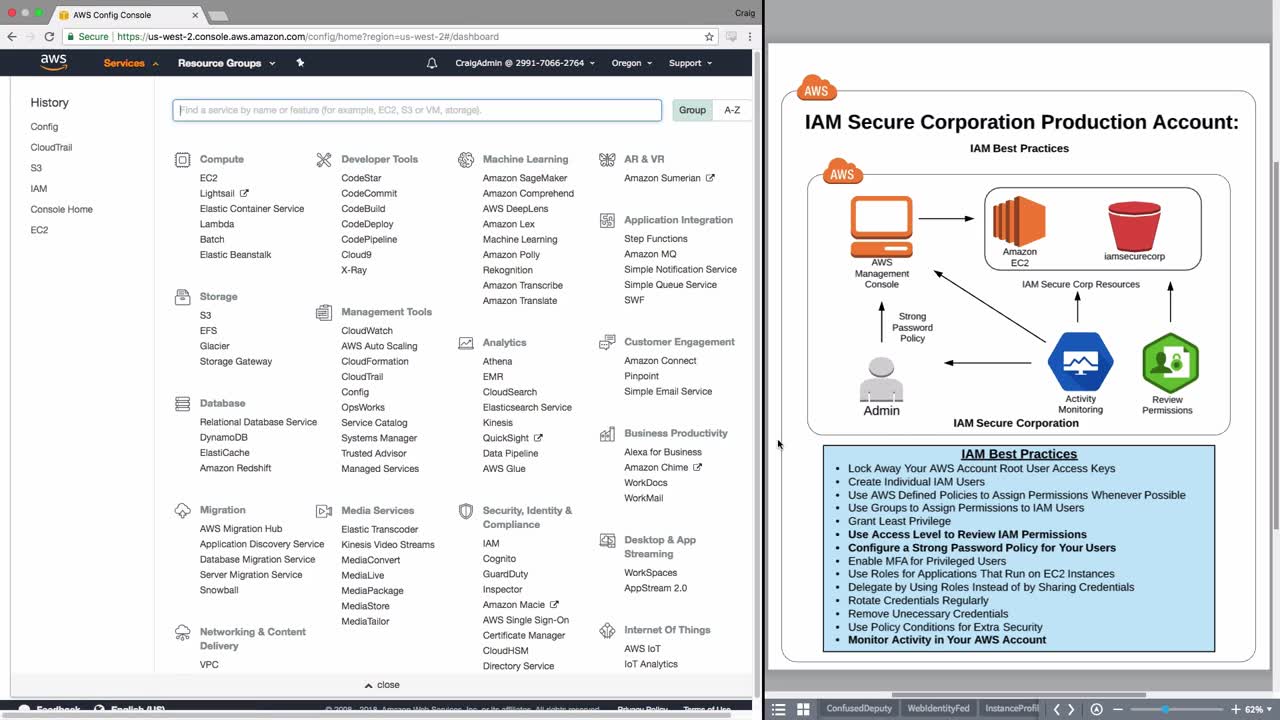 AWS Config Console
Craig
Secure
https://us-west-2.console.aws.amazon.com/config/home?region=us-west-2#/dashboard
aws
Services
Resource Groups
CraigAdmin @ 2991-7066-2764
Oregon
Support
History
Config
CloudTrail
S3
IAM
Console Home
EC2
Find a service by name or feature (for example, EC2, S3 or VM, storage).
Group
A-Z
Compute
EC2
Lightsail
Elastic Container Service
Lambda
Batch
Elastic Beanstalk
Storage
S3
EFS
Glacier
Storage Gateway
Database
Relational Database Service
DynamoDB
ElastiCache
Amazon Redshift
Migration
AWS Migration Hub
Application Discovery Service
Database Migration Service
Server Migration Service
Snowball
Networking & Content
Delivery
VPC
Developer Tools
CodeStar
CodeCommit
CodeBuild
CodeDeploy
CodePipeline
Cloud9
X-Ray
Management Tools
CloudWatch
AWS Auto Scaling
CloudFormation
CloudTrail
Config
OpsWorks
Service Catalog
Systems Manager
Trusted Advisor
Managed Services
Media Services
Elastic Transcoder
Kinesis Video Streams
MediaConvert
MediaLive
MediaPackage
MediaStore
MediaTailor
Machine Learning
Amazon SageMaker
Amazon Comprehend
AWS DeepLens
Amazon Lex
Machine Learning
Amazon Polly
Rekognition
Amazon Transcribe
Amazon Translate
Analytics
Athena
EMR
CloudSearch
Elasticsearch Service
Kinesis
QuickSight
Data Pipeline
AWS Glue
Security, Identity &
Compliance
IAM
Cognito
GuardDuty
Inspector
Amazon Macie
AWS Single Sign-On
Certificate Manager
CloudHSM
Directory Service
AR & VR
Amazon Sumerian
Application Integration
Step Functions
Amazon MQ
Simple Notification Service
Simple Queue Service
SWF
Customer Engagement
Amazon Connect
Pinpoint
Simple Email Service
Business Productivity
Alexa for Business
Amazon Chime
WorkDocs
WorkMail
Desktop & App
Streaming
WorkSpaces
AppStream 2.0
Internet Of Things
AWS IoT
IoT Analytics
close
Feedback
English (US)
© 2008 - 2018, Amazon Web Services, Inc. or its affiliates. All rights reserved.
Privacy Policy
Terms of Use
AWS
IAM Secure Corporation Production Account:
IAM Best Practices
AWS
AWS
Management
Console
Amazon
EC2
iamsecurecorp
IAM Secure Corp Resources
Strong
Password
Policy
Admin
Activity
Monitoring
Review
Permissions
IAM Secure Corporation
IAM Best Practices
• Lock Away Your AWS Account Root User Access Keys
• Create Individual IAM Users
• Use AWS Defined Policies to Assign Permissions Whenever Possible
• Use Groups to Assign Permissions to IAM Users
• Grant Least Privilege
• Use Access Level to Review IAM Permissions
• Configure a Strong Password Policy for Your Users
• Enable MFA for Privileged Users
• Use Roles for Applications That Run on EC2 Instances
• Delegate by Using Roles Instead of by Sharing Credentials
• Rotate Credentials Regularly
• Remove Unecessary Credentials
• Use Policy Conditions for Extra Security
• Monitor Activity in Your AWS Account
ConfusedDeputy
WebIdentityFed
InstanceProfil
62%